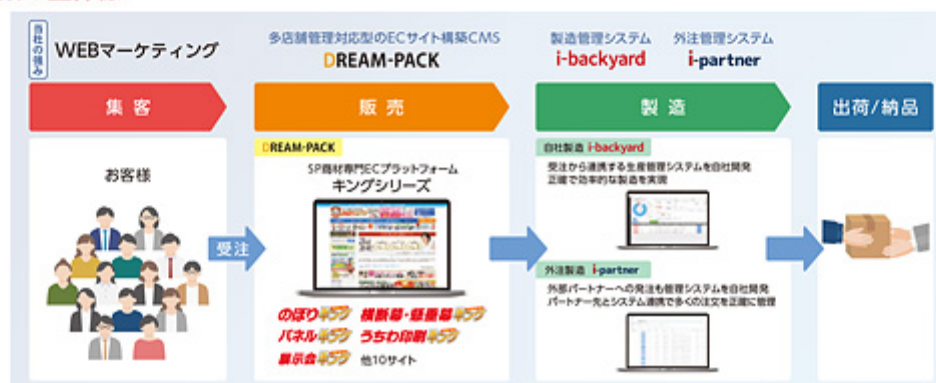 当社の強み
WEBマーケティング
多店舗管理対応型のECサイト構築CMS
DREAM-PACK
製造管理システム
i-backyard
外注管理システム
i-partner
集客
販売
製造
出荷/納品
お客様
受注
DREAM-PACK
SP商材専門ECプラットフォーム
キングシリーズ
のぼりキング 横断幕・懸垂幕キング
パネルキング うちわ印刷キング
展示会キング 他10サイト
自社製造 i-backyard
受注から連携する生産管理システムを自社開発
正確で効率的な製造を実現
外注製造 i-partner
外部パートナーへの発注も管理システムを自社開発
パートナー先とシステム連携で多くの注文を正確に管理